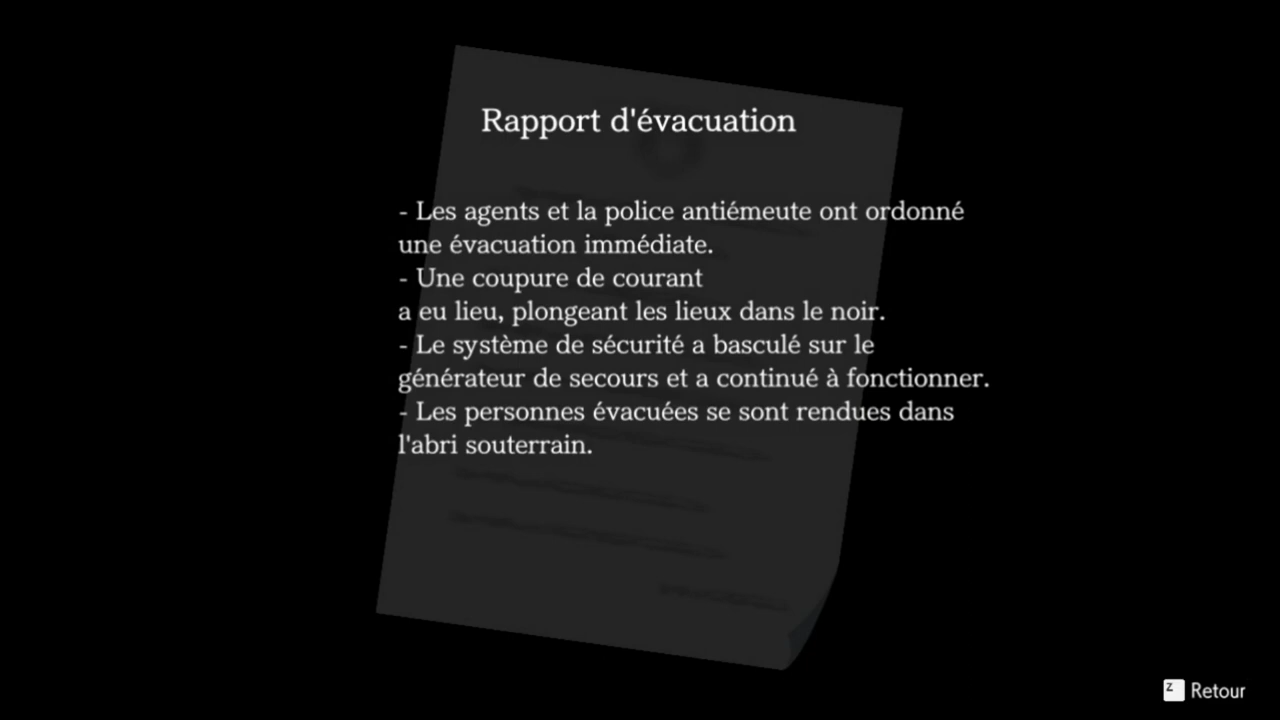 Rapport d'évacuation
- Les agents et la police antiémeute ont ordonné
une évacuation immédiate.
- Une coupure de courant
a eu lieu, plongeant les lieux dans le noir.
- Le système de sécurité a basculé sur le
générateur de secours et a continué à fonctionner.
- Les personnes évacuées se sont rendues dans
l'abri souterrain.
Z Retour